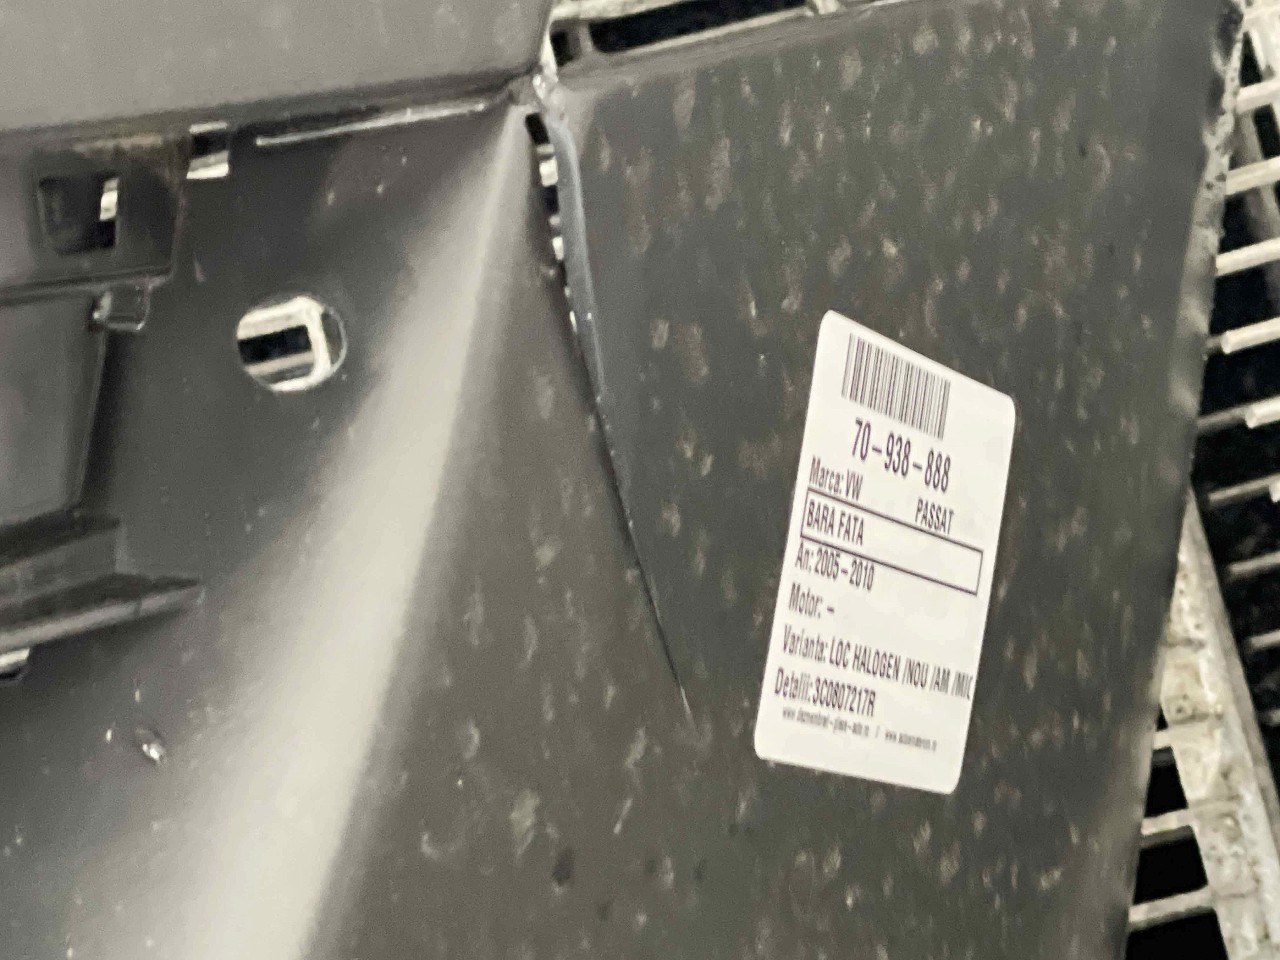 70-938-888
Marca: VW PASSAT
BARA FATA
An: 2005-2010
Motor: -
Varianta: LOC HALOGEN /NOU /AM /MIC
Detalii: 3C0807217R